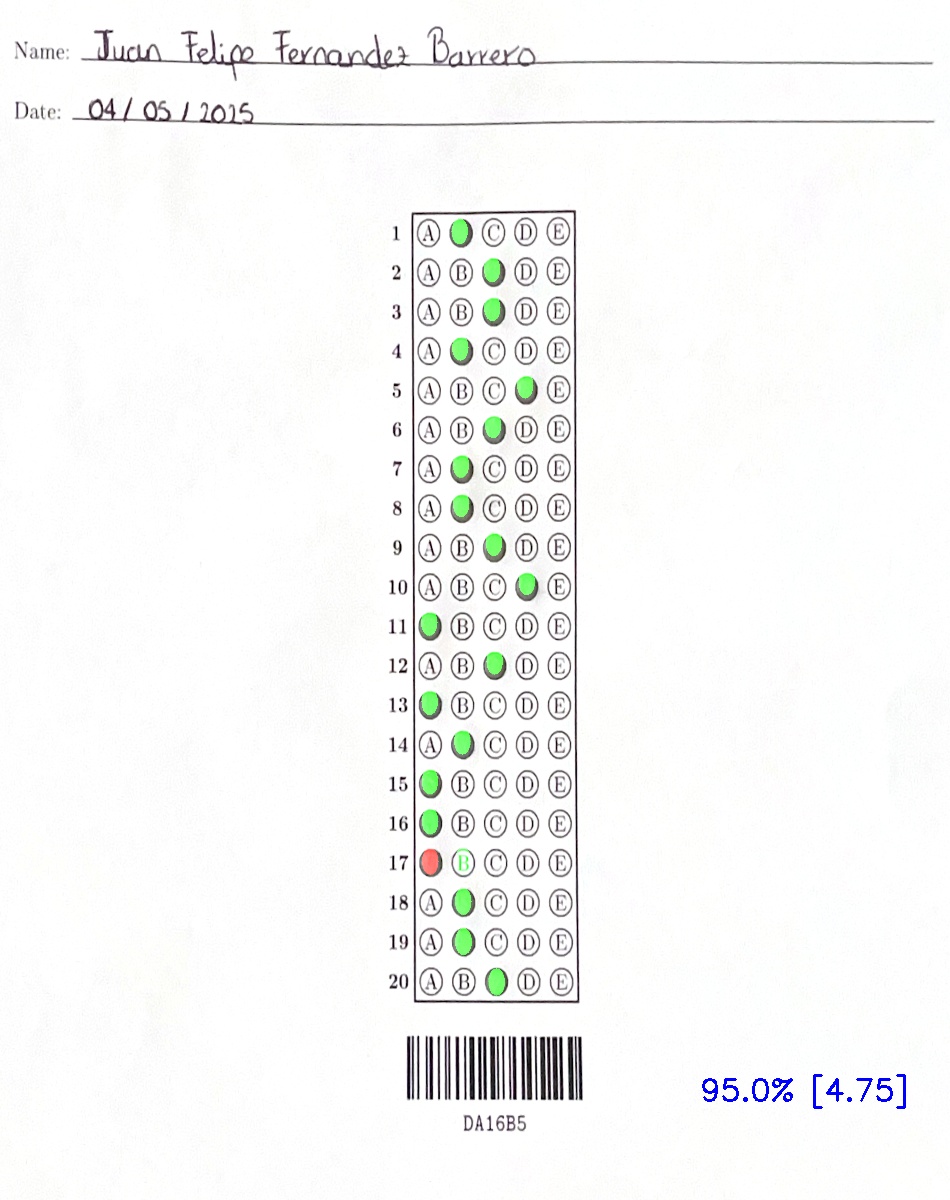 Name: Juan Felipe Fernandez Barrero
Date: 04/05/2025
1 A C D E
2 A B D E
3 A B D E
4 A C D E
5 A B C E
6 A B D E
7 A C D E
8 A C D E
9 A B D E
10 A B C E
11 B C D E
12 A B D E
13 B C D E
14 A C D E
15 B C D E
16 B C D E
17 B C D E
18 A C D E
19 A C D E
20 A B D E
DA16B5
95.0% [4.75]